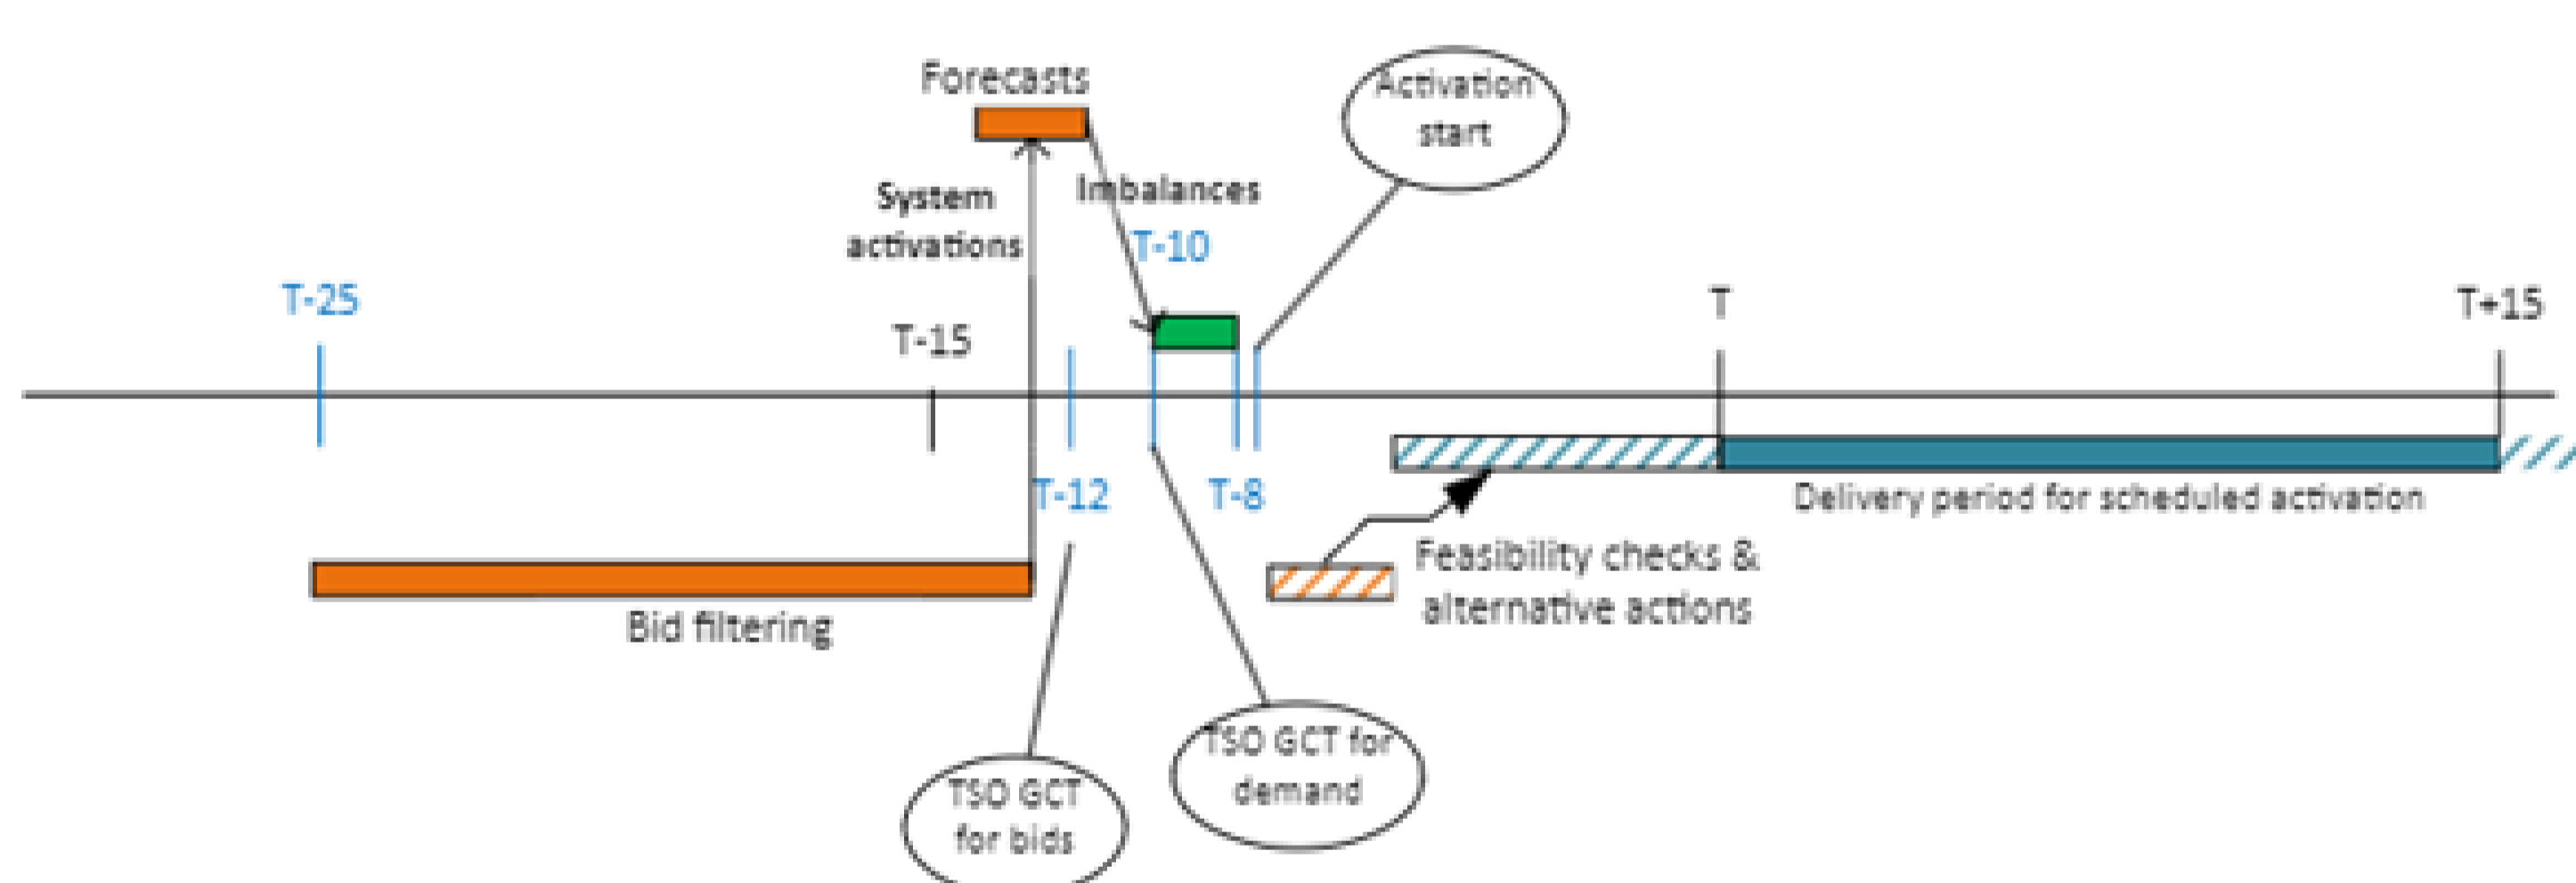 Forecasts
Activation
start
System
activations
Imbalances
T-10
T-25
T-15
T
T+15
T-12
T-8
Delivery period for scheduled activation
Feasibility checks &
alternative actions
Bid filtering
TSO GCT for
demand
TSO GCT
for bids